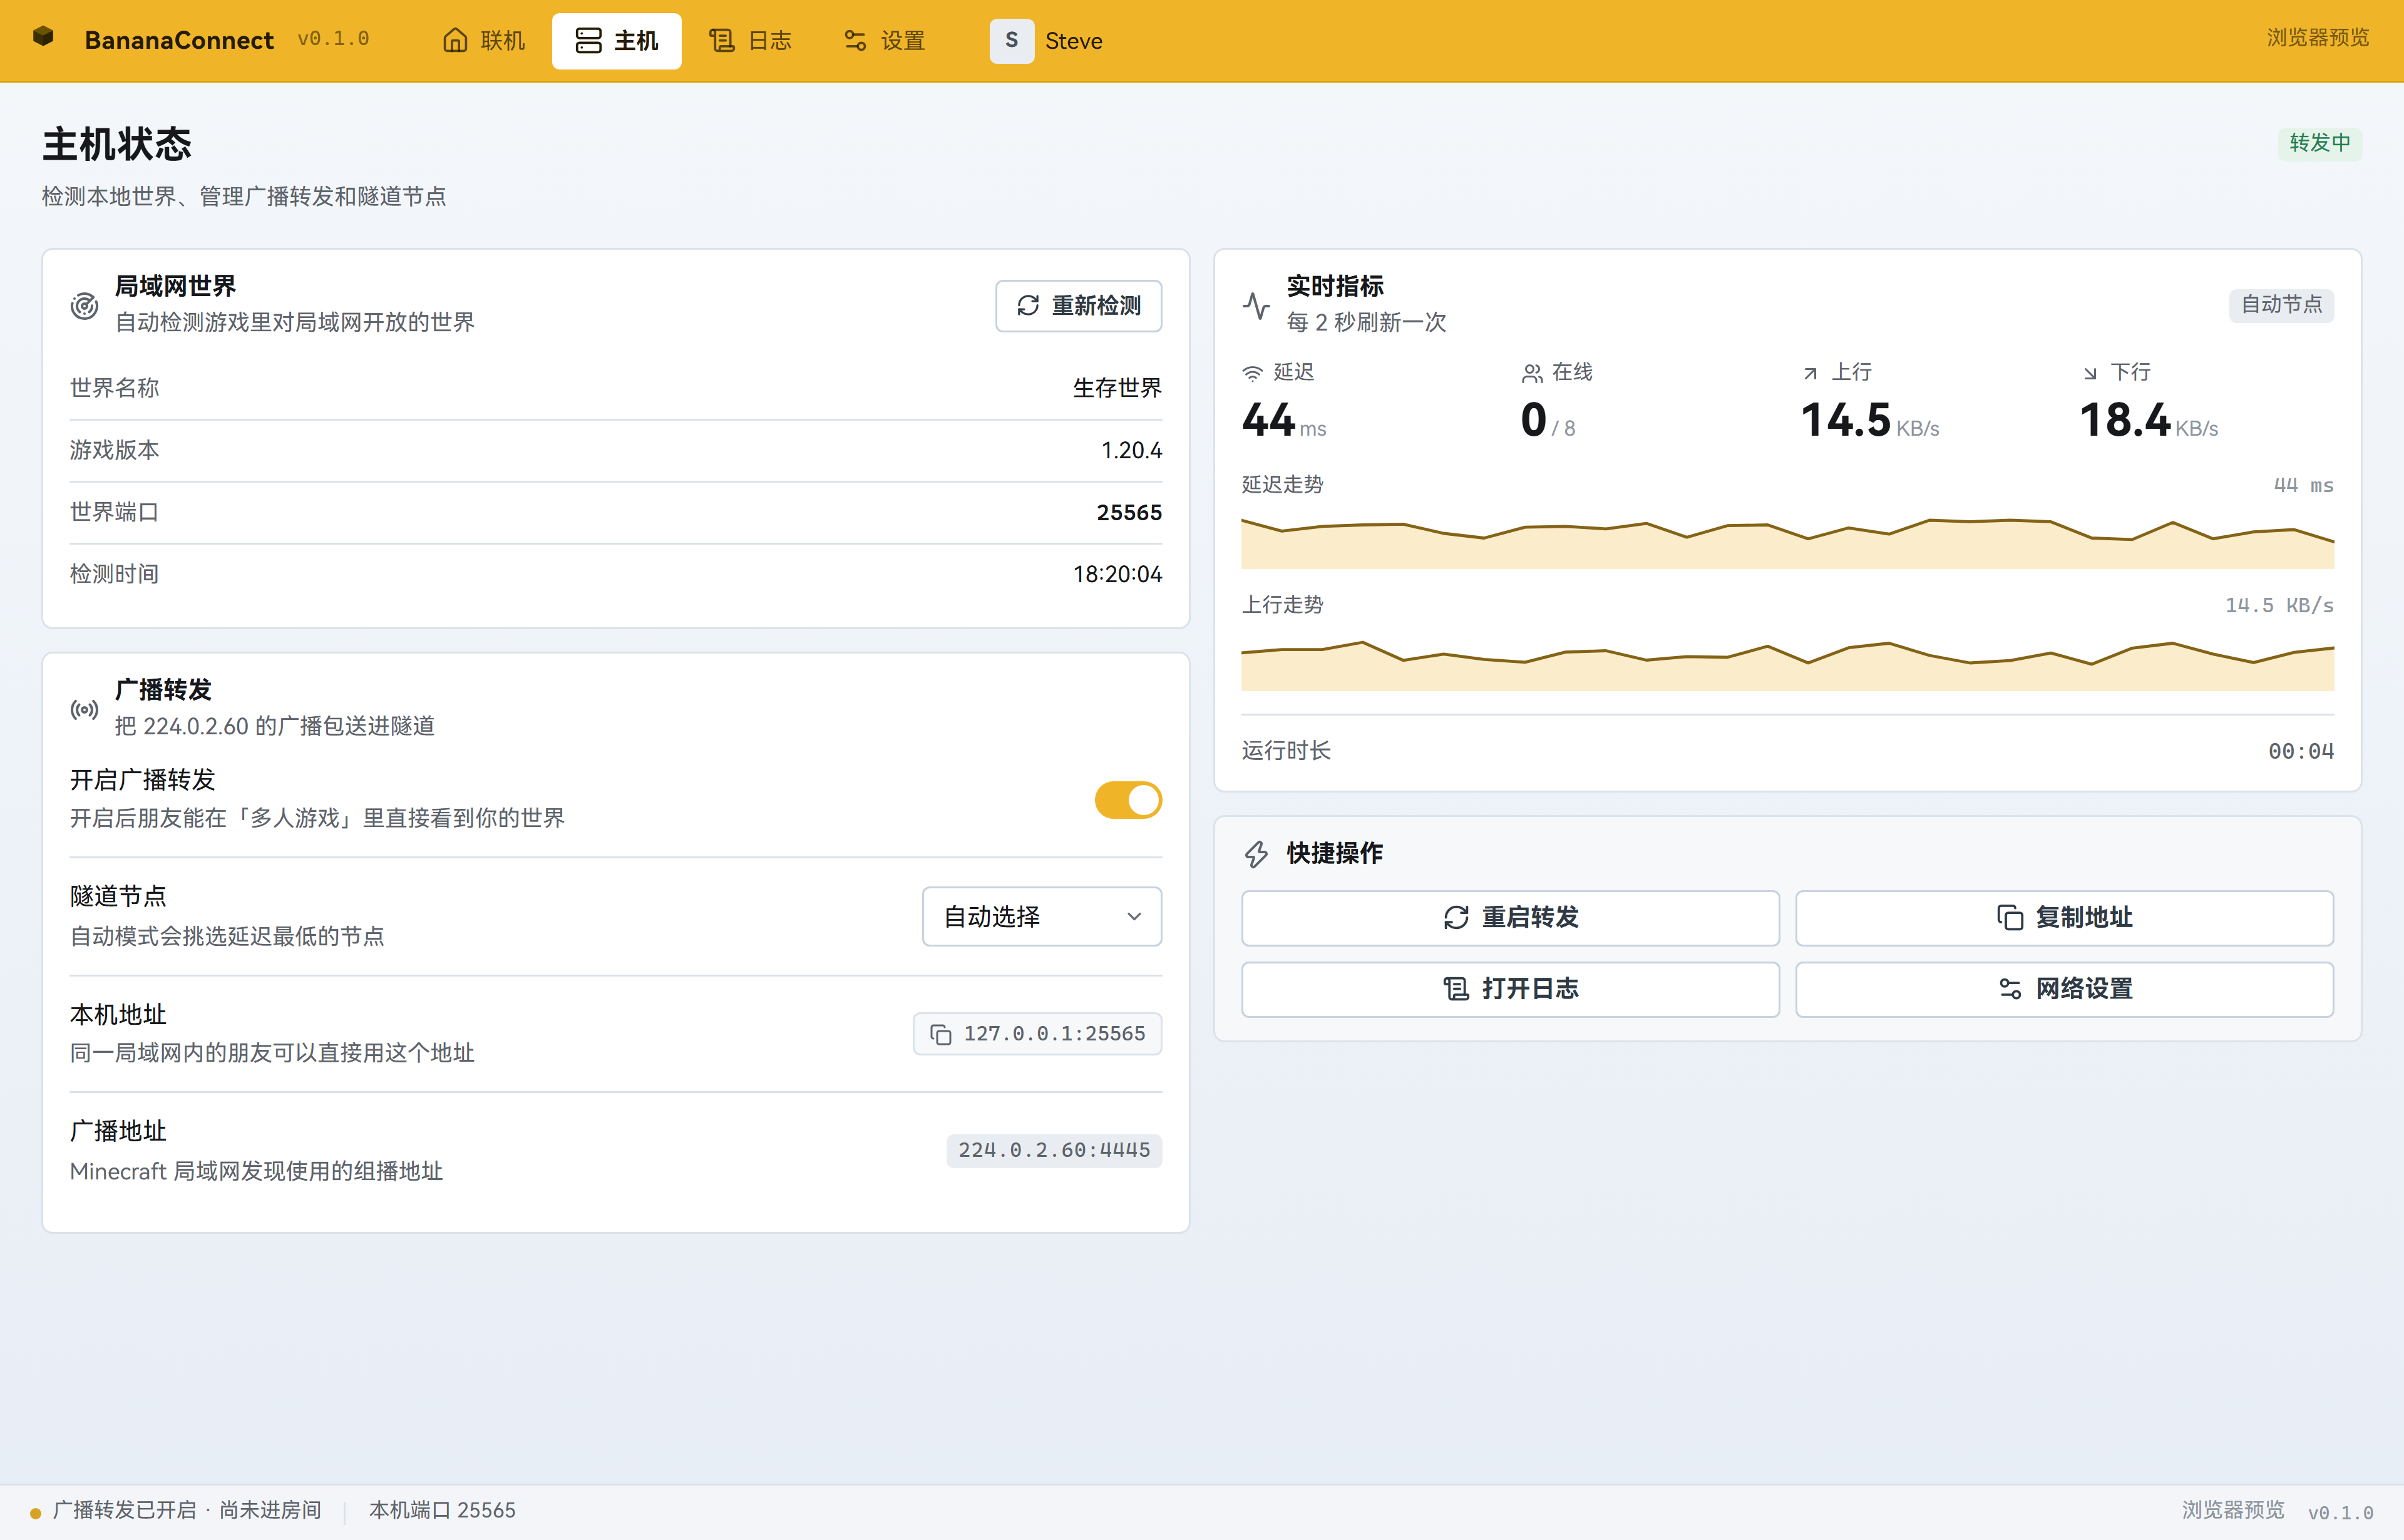 BananaConnect v0.1.0 联机 主机 日志 设置 S Steve 浏览器预览
主机状态
转发中
检测本地世界、管理广播转发和隧道节点
局域网世界
自动检测游戏里对局域网开放的世界
重新检测
世界名称 生存世界
游戏版本 1.20.4
世界端口 25565
检测时间 18:20:04
广播转发
把 224.0.2.60 的广播包送进隧道
开启广播转发
开启后朋友能在「多人游戏」里直接看到你的世界
隧道节点
自动模式会挑选延迟最低的节点
自动选择
本机地址
同一局域网内的朋友可以直接用这个地址
127.0.0.1:25565
广播地址
Minecraft 局域网发现使用的组播地址
224.0.2.60:4445
实时指标
每 2 秒刷新一次
自动节点
延迟 在线 上行 下行
44 ms 0 / 8 14.5 KB/s 18.4 KB/s
延迟走势 44 ms
上行走势 14.5 KB/s
运行时长 00:04
快捷操作
重启转发 复制地址
打开日志 网络设置
广播转发已开启 · 尚未进房间 本机端口 25565 浏览器预览 v0.1.0